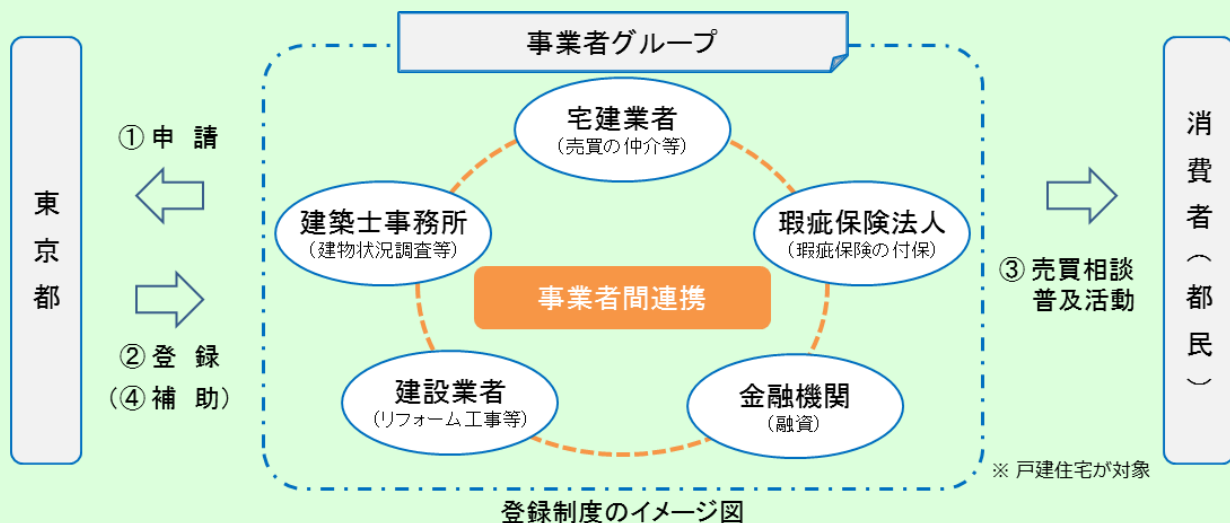 事業者グループ
東京都
① 申 請
② 登 録
(④ 補 助)
宅建業者
(売買の仲介等)
建築士事務所
(建物状況調査等)
瑕疵保険法人
(瑕疵保険の付保)
事業者間連携
建設業者
(リフォーム工事等)
金融機関
(融資)
③ 売買相談
普及活動
消費者(都民)
※ 戸建住宅が対象
登録制度のイメージ図